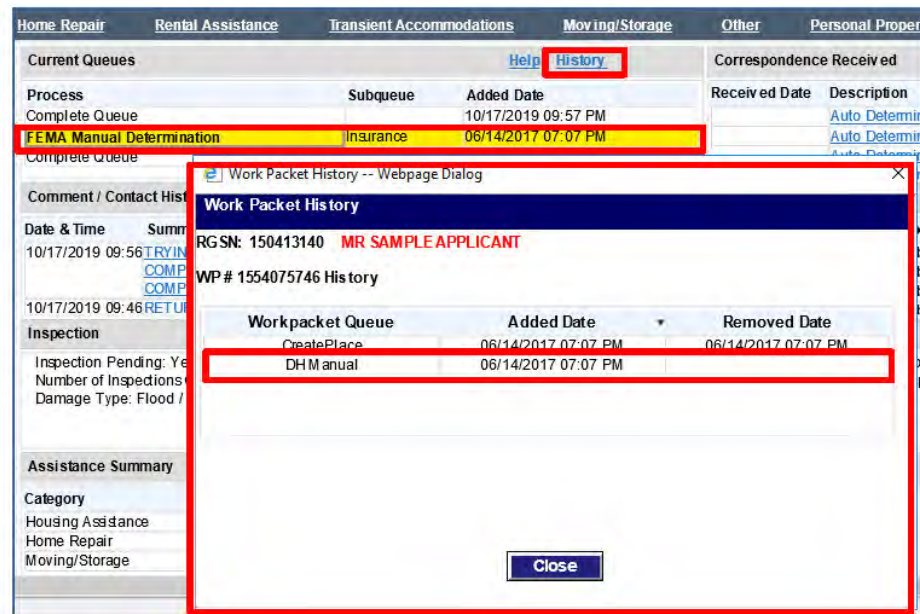 Home Repair Rental Assistance Transient Accommodations Moving/Storage Other Personal Proper
Current Queues Help History Correspondence Received
Process Subqueue Added Date Received Date Description
Complete Queue 10/17/2019 09:57 PM Auto Determin
FEMA Manual Determination Insurance 06/14/2017 07:07 PM Auto Determin
Complete Queue
Work Packet History -- Webpage Dialog
Comment / Contact Hist
Work Packet History
Date & Time Summ
RGSN: 150413140 MR SAMPLE APPLICANT
10/17/2019 09:56 TRYIN
COMP
WP # 1554075746 History
COMP
10/17/2019 09:46 RETU
Workpacket Queue Added Date Removed Date
Inspection
CreatePlace 06/14/2017 07:07 PM 06/14/2017 07:07 PM
Inspection Pending: Ye
DHManual 06/14/2017 07:07 PM
Number of Inspections
Damage Type: Flood /
Assistance Summary
Category
Housing Assistance
Home Repair
Moving/Storage
Close